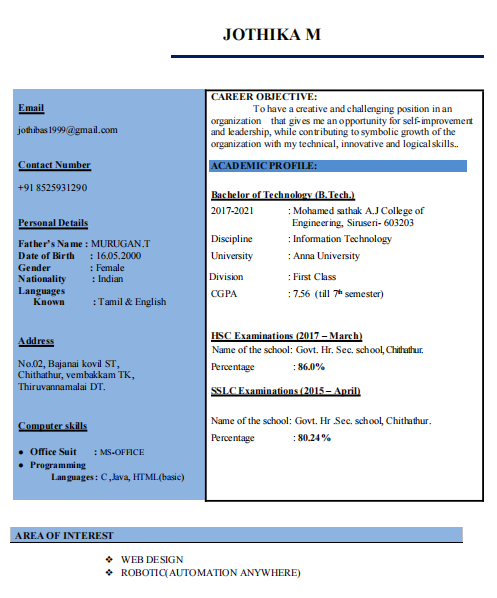 JOTHIKA M
Email
jothibas1999@gmail.com
Contact Number
+91 8525931290
Personal Details
Father's Name : MURUGAN.T
Date of Birth : 16.05.2000
Gender : Female
Nationality : Indian
Languages
Known : Tamil & English
Address
No.02, Bajanai kovil ST,
Chithathur, vembakkam TK,
Thiruvannamalai DT.
Computer skills
● Office Suit : MS-OFFICE
● Programming
Languages : C ,Java, HTML(basic)
CAREER OBJECTIVE:
To have a creative and challenging position in an
organization that gives me an opportunity for self-improvement
and leadership, while contributing to symbolic growth of the
organization with my technical, innovative and logical skills..
ACADEMIC PROFILE:
Bachelor of Technology (B.Tech.)
2017-2021 : Mohamed sathak A.J College of
Engineering, Siruseri- 603203
Discipline : Information Technology
University : Anna University
Division : First Class
CGPA : 7.56 (till 7th semester)
HSC Examinations (2017 – March)
Name of the school: Govt. Hr. Sec. school, Chithathur.
Percentage : 86.0%
SSLC Examinations (2015 – April)
Name of the school: Govt. Hr .Sec. school, Chithathur.
Percentage : 80.24%
AREA OF INTEREST
❖ WEB DESIGN
❖ ROBOTIC(AUTOMATION ANYWHERE)